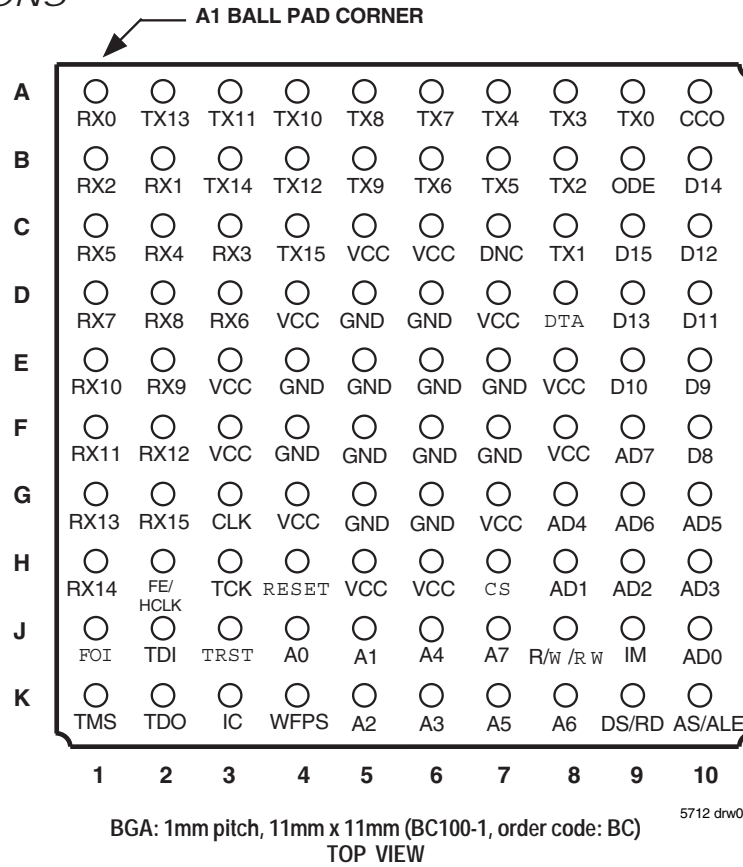 ONS
A1 BALL PAD CORNER
A
RX0 TX13 TX11 TX10 TX8 TX7 TX4 TX3 TX0 CCO
B
RX2 RX1 TX14 TX12 TX9 TX6 TX5 TX2 ODE D14
C
RX5 RX4 RX3 TX15 VCC VCC DNC TX1 D15 D12
D
RX7 RX8 RX6 VCC GND GND VCC DTA D13 D11
E
RX10 RX9 VCC GND GND GND GND VCC D10 D9
F
RX11 RX12 VCC GND GND GND GND VCC AD7 D8
G
RX13 RX15 CLK VCC GND GND VCC AD4 AD6 AD5
H
RX14 FE/HCLK TCK RESET VCC VCC CS AD1 AD2 AD3
J
FOI TDI TRST A0 A1 A4 A7 R/W /R W IM AD0
K
TMS TDO IC WFPS A2 A3 A5 A6 DS/RD AS/ALE
1 2 3 4 5 6 7 8 9 10
5712 drw0
BGA: 1mm pitch, 11mm x 11mm (BC100-1, order code: BC)
TOP VIEW